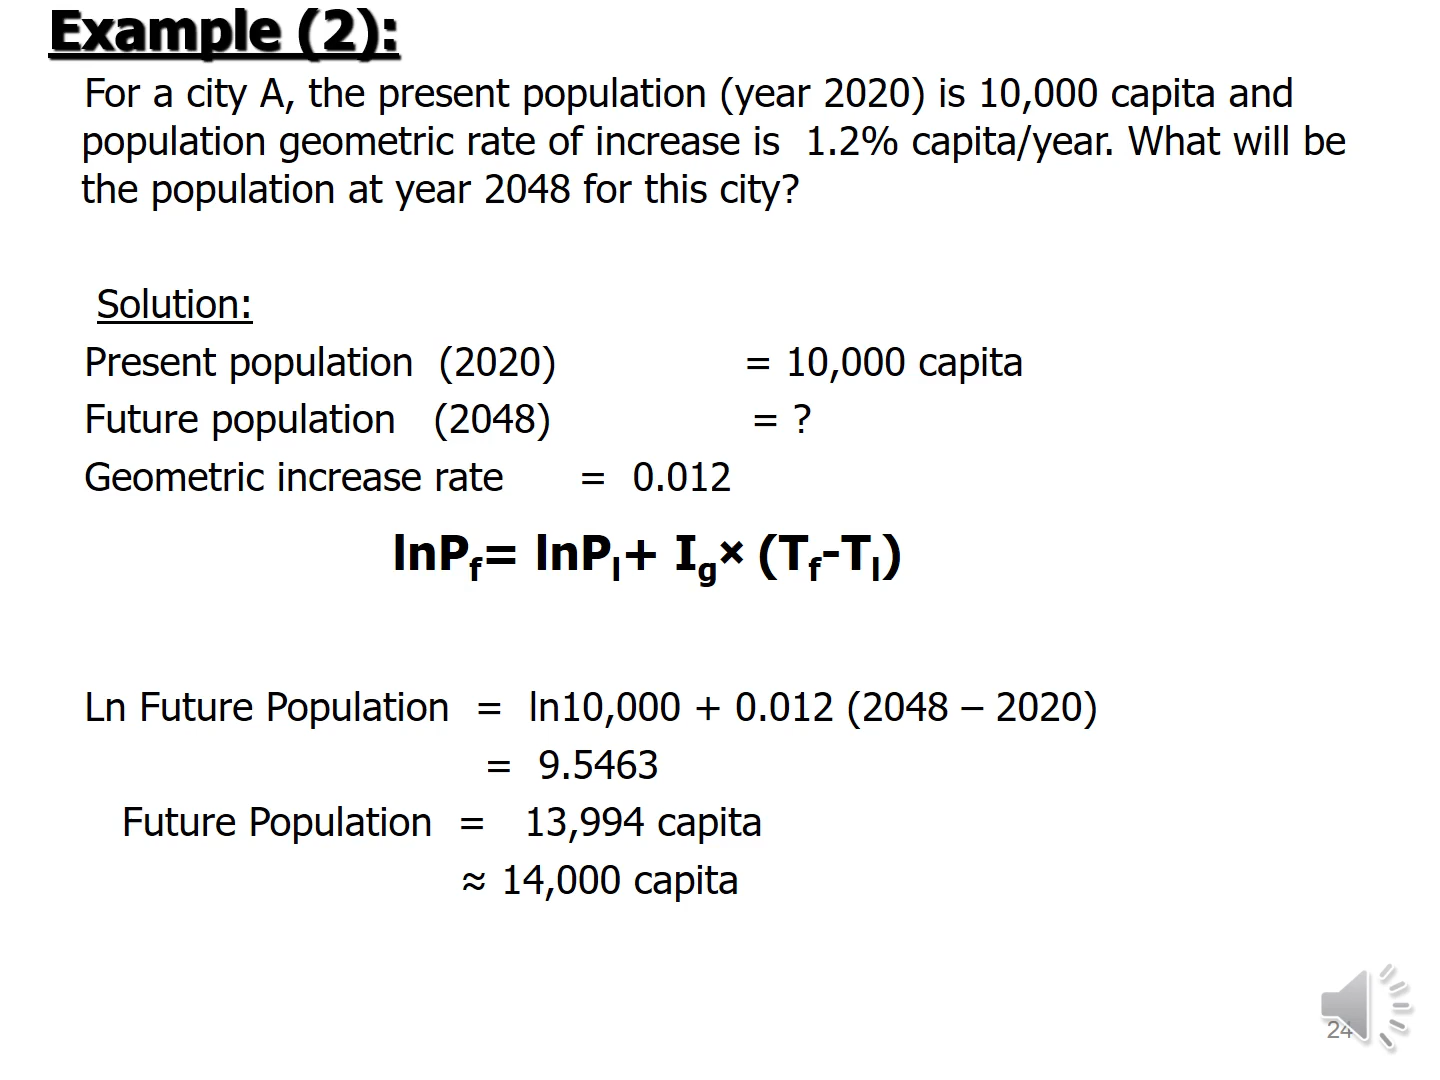 Example (2):
For a city A, the present population (year 2020) is 10,000 capita and
population geometric rate of increase is 1.2% capita/year. What will be
the population at year 2048 for this city?
Solution:
Present population (2020) = 10,000 capita
Future population (2048) = ?
Geometric increase rate = 0.012
lnPf= lnPl+ Ig× (Tf-Tl)
Ln Future Population = ln10,000 + 0.012 (2048 – 2020)
= 9.5463
Future Population = 13,994 capita
≈ 14,000 capita
24